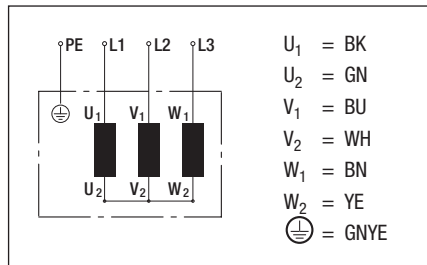 PE L1 L2 L3
U₁ V₁ W₁
U₂ V₂ W₂
U₁ = BK
U₂ = GN
V₁ = BU
V₂ = WH
W₁ = BN
W₂ = YE
= GNYE